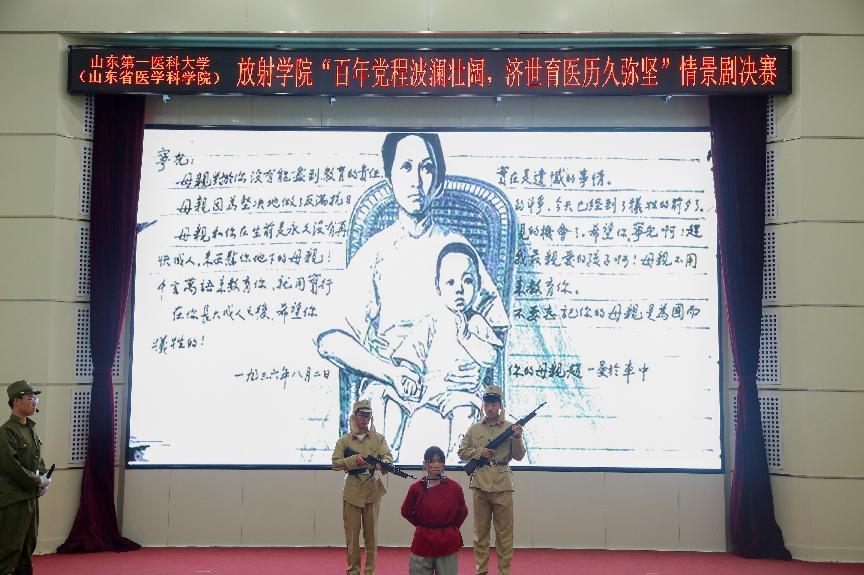 山东第一医科大学
（山东省医学科学院）
放射学院“百年党程波澜壮阔，济世育医历久弥坚”情景剧决赛
寧兒：
母親對於你沒有能盡到教育的責任 實在是遺憾的事情。
母親因為堅決地做了反滿抗日 的鬥爭，今天已經到了犧牲的前夕了。
母親和你在生前是永久沒有再 見的機會了。希望你，寧兒啊！趕
快成人，來安慰你地下的母親！ 我最親愛的孩子啊！母親不用
千言萬語來教育你，就用實行 來教育你。
在你長大成人之後，希望你 不要忘記你的母親是為國而
犧牲的！
一九三六年八月二日 你的母親趙一曼於車中